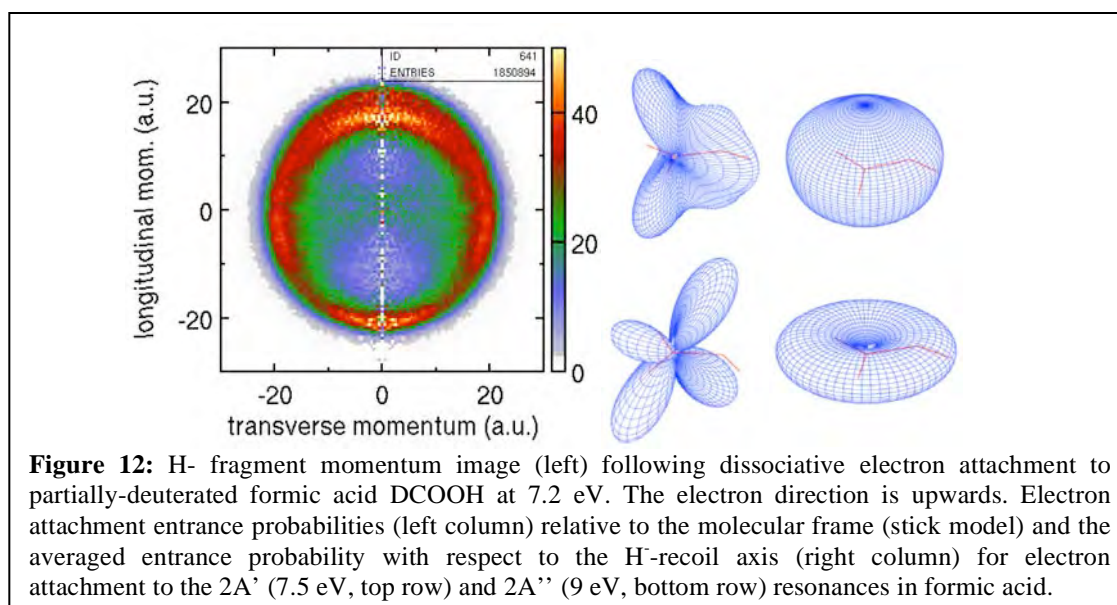 ID 641
ENTRIES 1850894
longitudinal mom. (a.u.)
20
0
-20
-20 0 20
transverse momentum (a.u.)
40
20
0
Figure 12: H- fragment momentum image (left) following dissociative electron attachment to
partially-deuterated formic acid DCOOH at 7.2 eV. The electron direction is upwards. Electron
attachment entrance probabilities (left column) relative to the molecular frame (stick model) and the
averaged entrance probability with respect to the H⁻-recoil axis (right column) for electron
attachment to the 2A’ (7.5 eV, top row) and 2A’’ (9 eV, bottom row) resonances in formic acid.